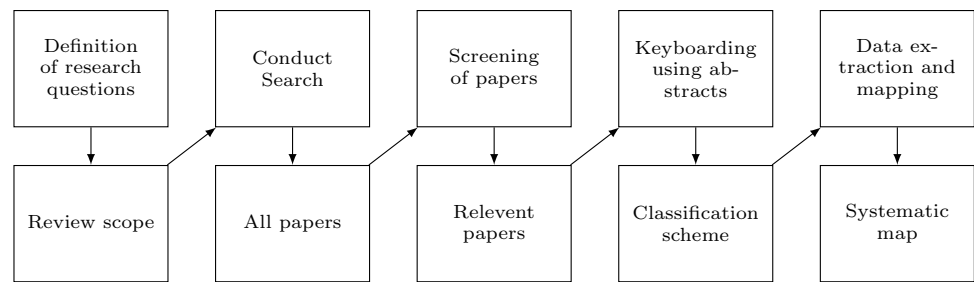 Definition
of research
questions
Conduct
Search
Screening
of papers
Keyboarding
using ab-
stracts
Data ex-
traction and
mapping
Review scope
All papers
Relevent
papers
Classification
scheme
Systematic
map